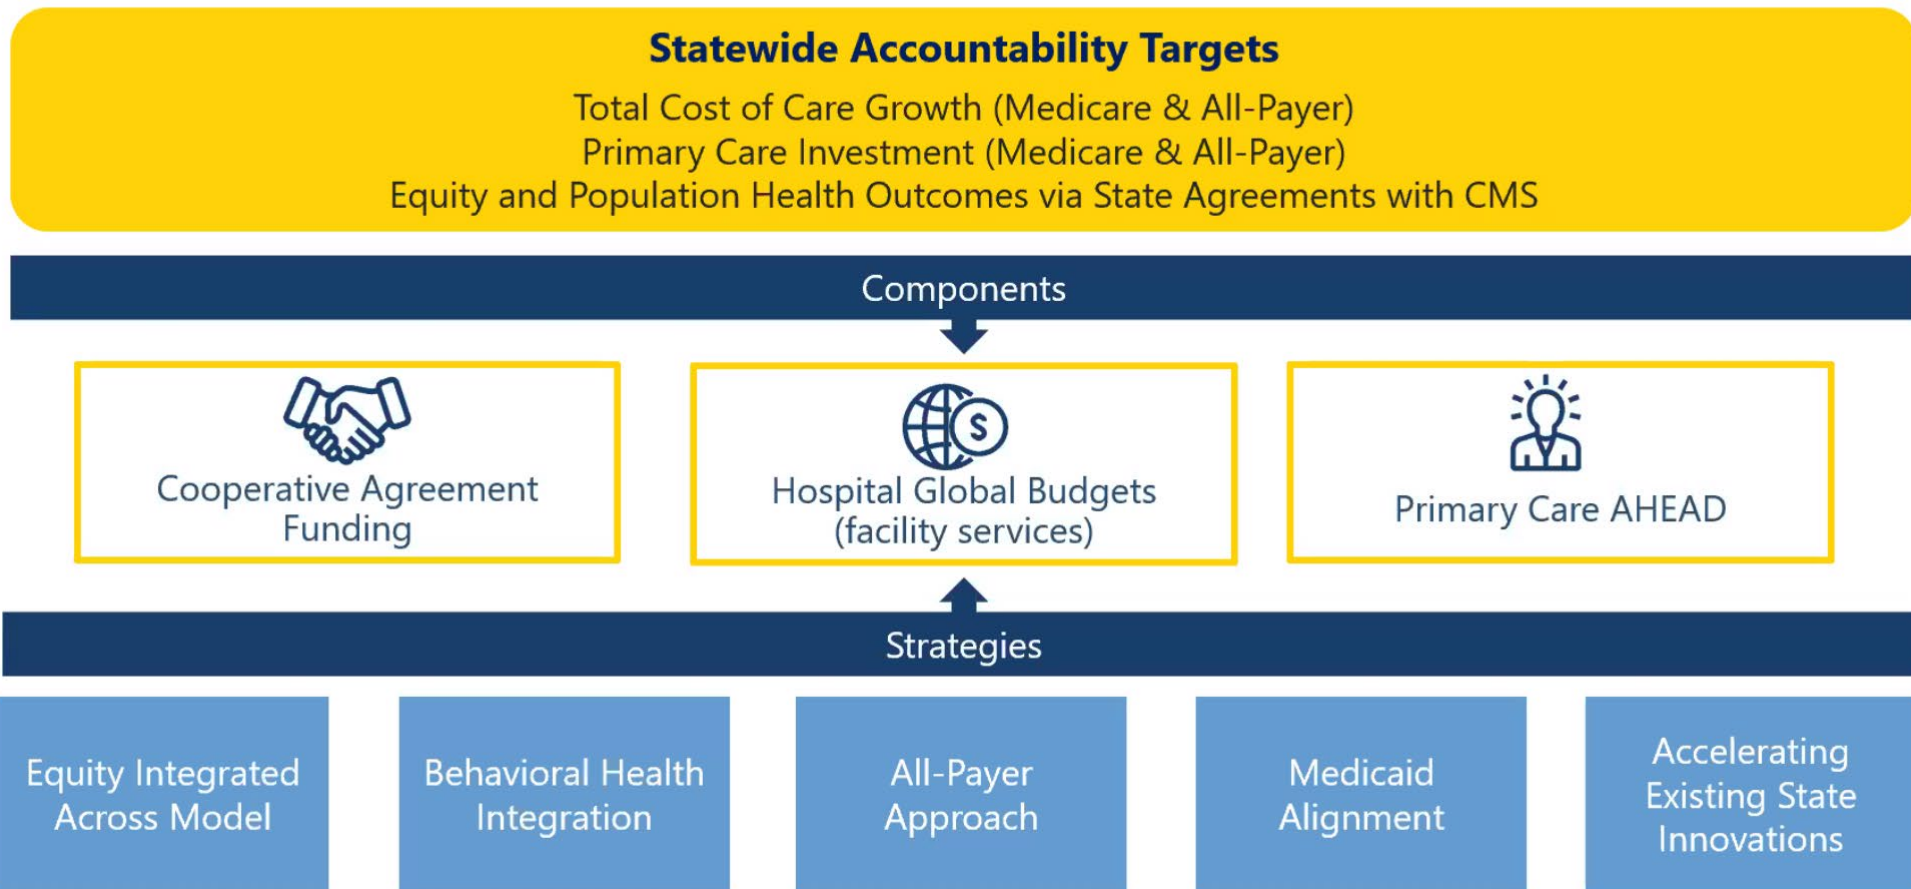 Statewide Accountability Targets
Total Cost of Care Growth (Medicare & All-Payer)
Primary Care Investment (Medicare & All-Payer)
Equity and Population Health Outcomes via State Agreements with CMS
Components
Cooperative Agreement
Funding
$
Hospital Global Budgets
(facility services)
Primary Care AHEAD
Strategies
Equity Integrated
Across Model
Behavioral Health
Integration
All-Payer
Approach
Medicaid
Alignment
Accelerating
Existing State
Innovations